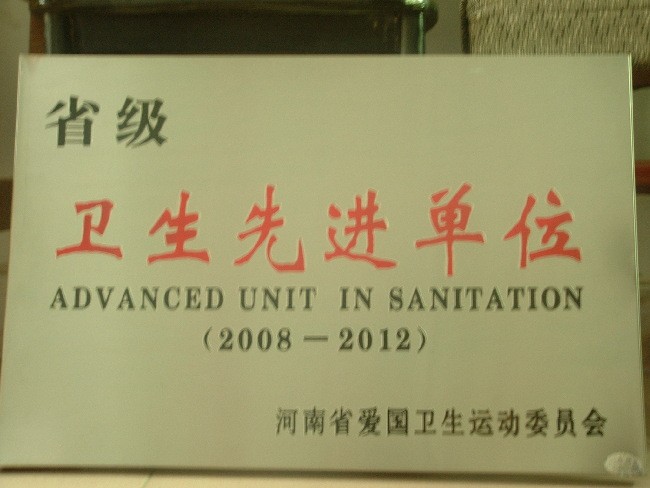 省级
卫生先进单位
ADVANCED UNIT IN SANITATION
（2008－2012）
河南省爱国卫生运动委员会